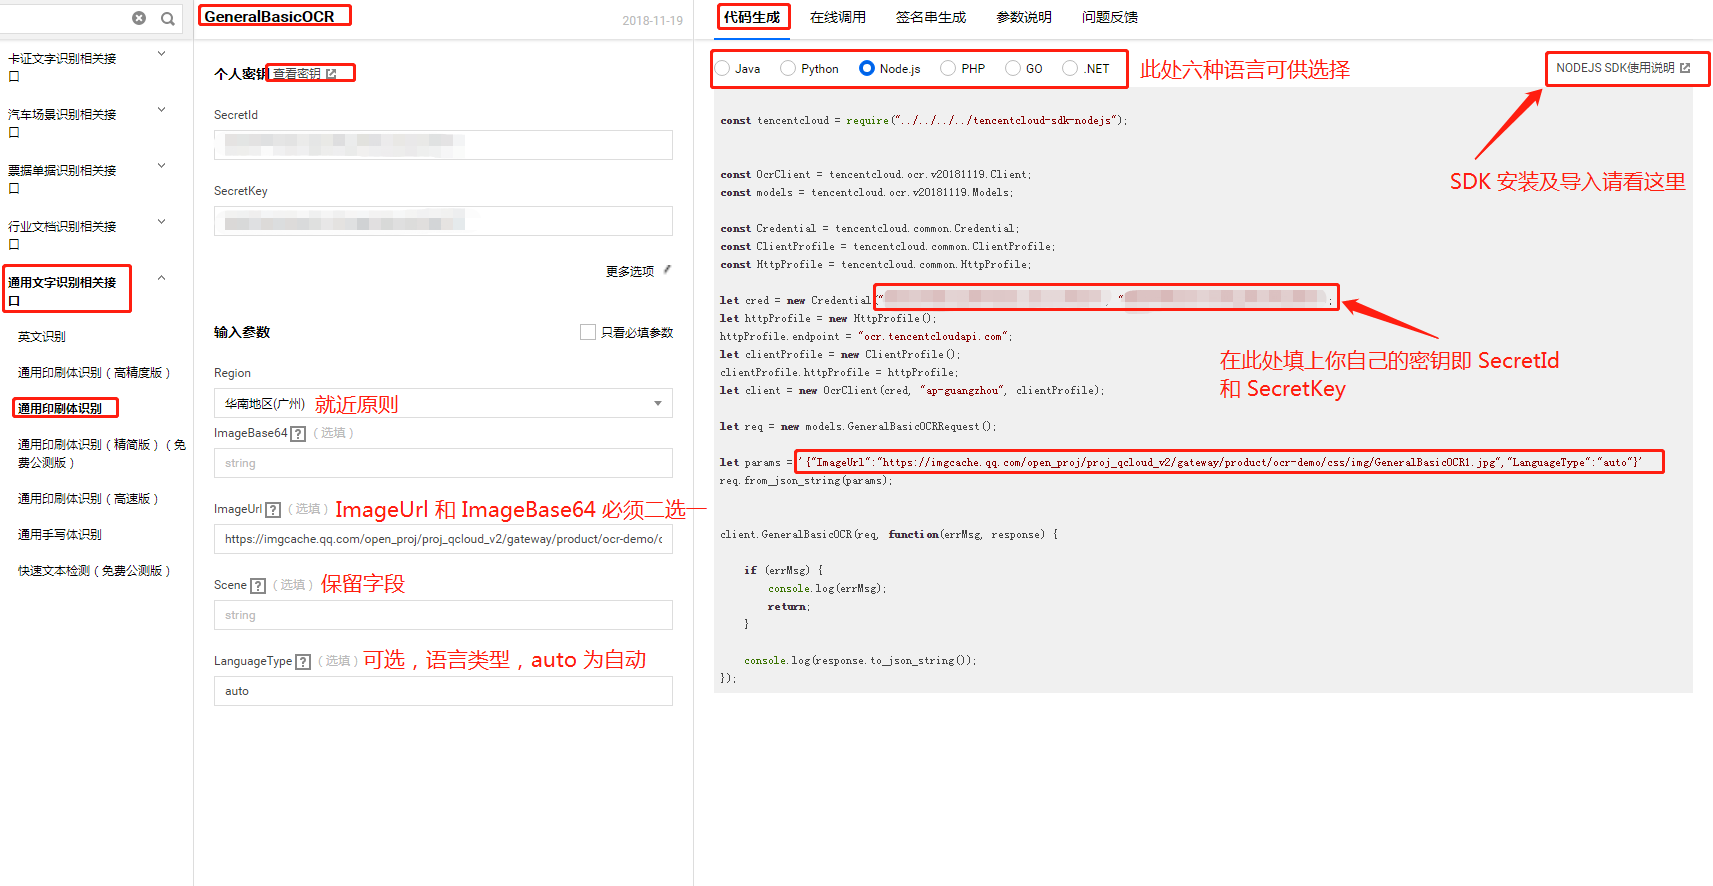 GeneralBasicOCR
2018-11-19
代码生成
在线调用
签名串生成
参数说明
问题反馈
卡证文字识别相关接
口
汽车场景识别相关接
口
票据单据识别相关接
口
行业文档识别相关接
口
通用文字识别相关接
口
英文识别
通用印刷体识别（高精度版）
通用印刷体识别
通用印刷体识别（精简版）（免
费公测版）
通用印刷体识别（高速版）
通用手写体识别
快速文本检测（免费公测版）
个人密钥 查看密钥
SecretId
SecretKey
更多选项
输入参数
只看必填参数
Region
华南地区(广州) 就近原则
ImageBase64 ?（选填）
string
ImageUrl ?（选填） ImageUrl 和 ImageBase64 必须二选一
https://imgcache.qq.com/open_proj/proj_qcloud_v2/gateway/product/ocr-demo/c
Scene ?（选填） 保留字段
string
LanguageType ?（选填） 可选，语言类型，auto 为自动
auto
Java Python Node.js PHP GO .NET 此处六种语言可供选择
NODEJS SDK使用说明
SDK 安装及导入请看这里
const tencentcloud = require("../../../../tencentcloud-sdk-nodejs");
const OcrClient = tencentcloud.ocr.v20181119.Client;
const models = tencentcloud.ocr.v20181119.Models;
const Credential = tencentcloud.common.Credential;
const ClientProfile = tencentcloud.common.ClientProfile;
const HttpProfile = tencentcloud.common.HttpProfile;
let cred = new Credential("", ";
let httpProfile = new HttpProfile();
httpProfile.endpoint = "ocr.tencentcloudapi.com";
let clientProfile = new ClientProfile();
clientProfile.httpProfile = httpProfile;
let client = new OcrClient(cred, "ap-guangzhou", clientProfile);
在此处填上你自己的密钥即 SecretId
和 SecretKey
let req = new models.GeneralBasicOCRRequest();
let params = '{"ImageUrl":"https://imgcache.qq.com/open_proj/proj_qcloud_v2/gateway/product/ocr-demo/css/img/GeneralBasicOCR1.jpg","LanguageType":"auto"}'
req.from_json_string(params);
client.GeneralBasicOCR(req, function(errMsg, response) {
if (errMsg) {
console.log(errMsg);
return;
}
console.log(response.to_json_string());
});